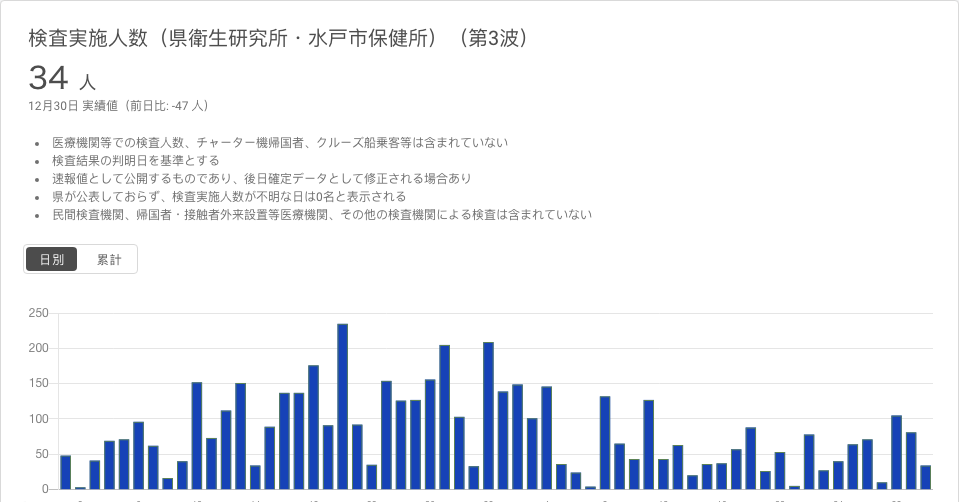 検査実施人数（県衛生研究所・水戸市保健所）（第3波）
34 人
12月30日 実績値（前日比: -47 人）
医療機関等での検査人数、チャーター機帰国者、クルーズ船乗客等は含まれていない
検査結果の判明日を基準とする
速報値として公開するものであり、後日確定データとして修正される場合あり
県が公表しておらず、検査実施人数が不明な日は0名と表示される
民間検査機関、帰国者・接触者外来設置等医療機関、その他の検査機関による検査は含まれていない
日別 累計
250
200
150
100
50
0